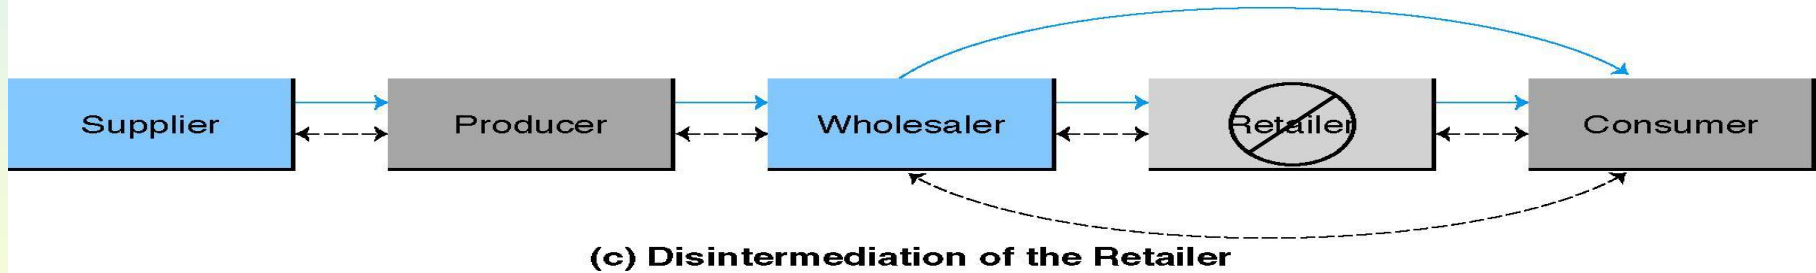 Supplier
Producer
Wholesaler
Retailer
Consumer
(c) Disintermediation of the Retailer